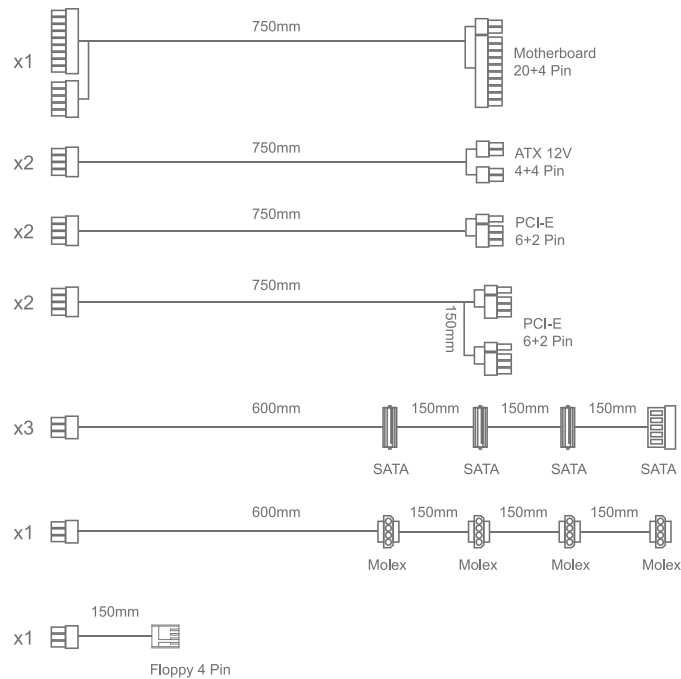 750mm
x1
Motherboard
20+4 Pin
750mm
x2
ATX 12V
4+4 Pin
750mm
x2
PCI-E
6+2 Pin
750mm
x2
150mm
PCI-E
6+2 Pin
600mm 150mm 150mm 150mm
x3
SATA SATA SATA SATA
600mm 150mm 150mm 150mm
x1
Molex Molex Molex Molex
150mm
x1
Floppy 4 Pin